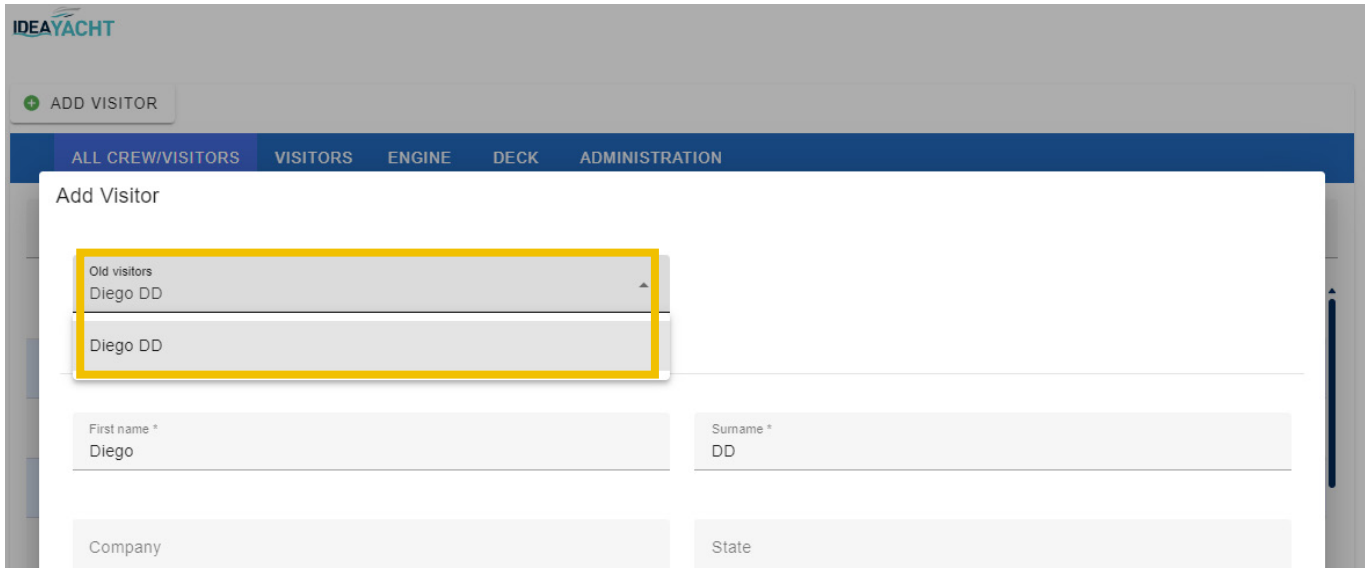 IDEAYACHT
ADD VISITOR
ALL CREW/VISITORS VISITORS ENGINE DECK ADMINISTRATION
Add Visitor
Old visitors
Diego DD
Diego DD
First name * Surname *
Diego DD
Company State